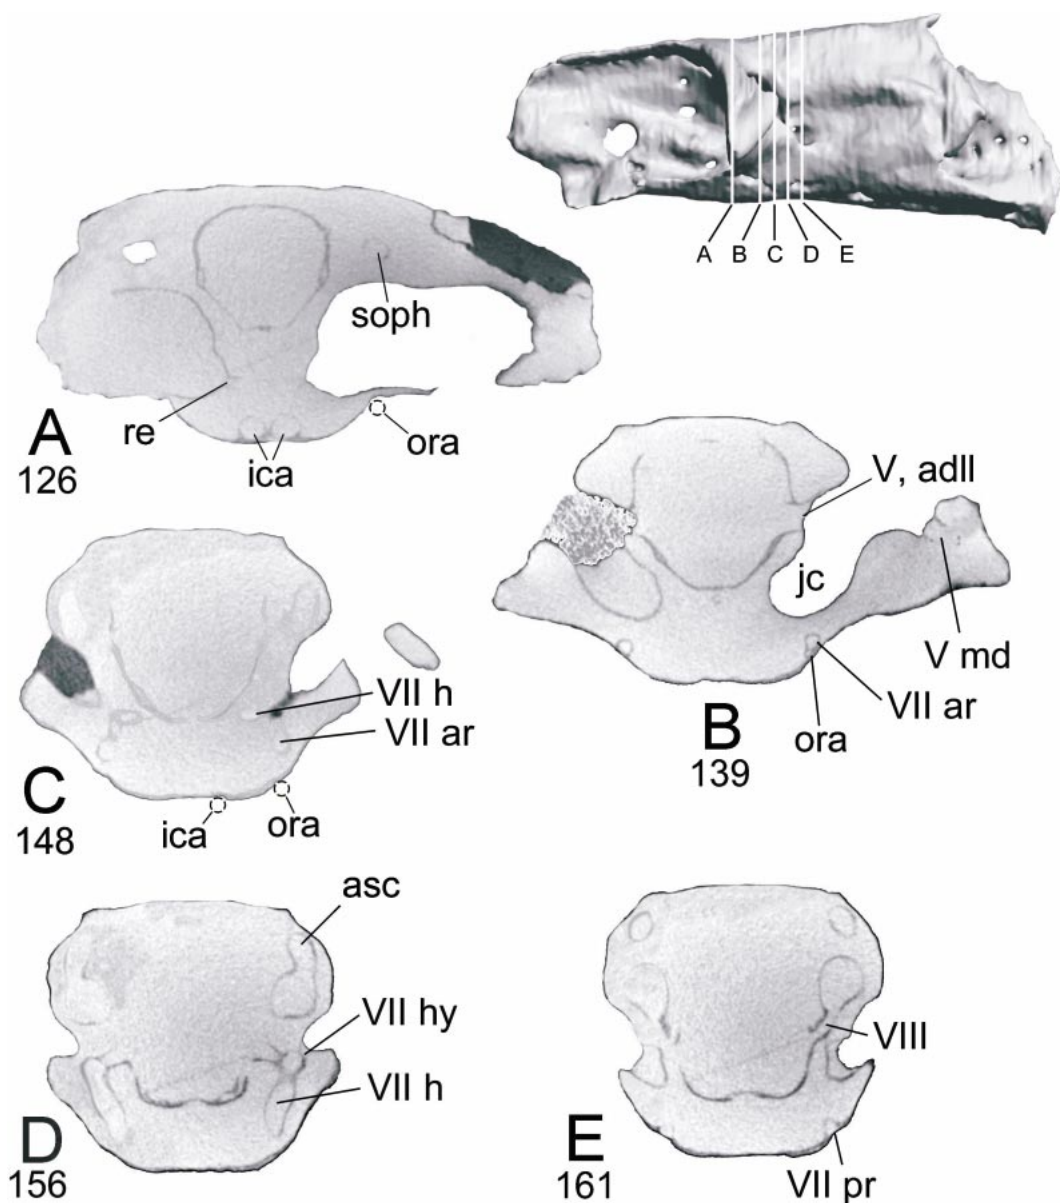 A B C D E
soph
re
ica
ora
A
126
V, adll
jc
V md
VII ar
ora
B
139
VII h
VII ar
ica
ora
C
148
asc
VII hy
VII h
D
156
VIII
VII pr
E
161